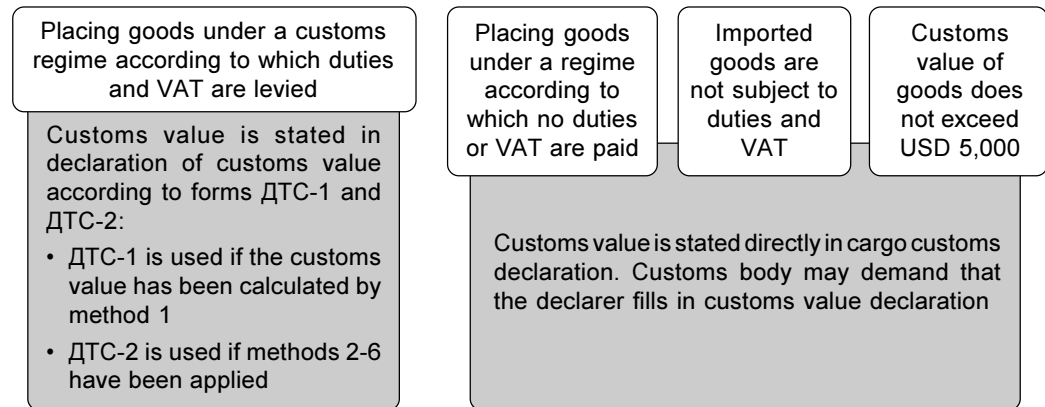 Placing goods under a customs
regime according to which duties
and VAT are levied
Customs value is stated in
declaration of customs value
according to forms ДТС-1 and
ДТС-2:
• ДТС-1 is used if the customs
value has been calculated by
method 1
• ДТС-2 is used if methods 2-6
have been applied
Placing goods
under a regime
according to
which no duties
or VAT are paid
Imported
goods are
not subject to
duties and
VAT
Customs
value of
goods does
not exceed
USD 5,000
Customs value is stated directly in cargo customs
declaration. Customs body may demand that
the declarer fills in customs value declaration